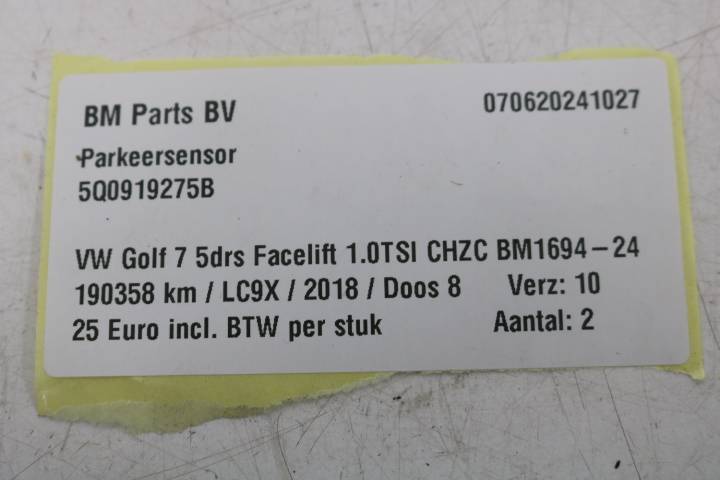 BM Parts BV 070620241027
Parkeersensor
5Q0919275B
VW Golf 7 5drs Facelift 1.0TSI CHZC BM1694-24
190358 km / LC9X / 2018 / Doos 8 Verz: 10
25 Euro incl. BTW per stuk Aantal: 2